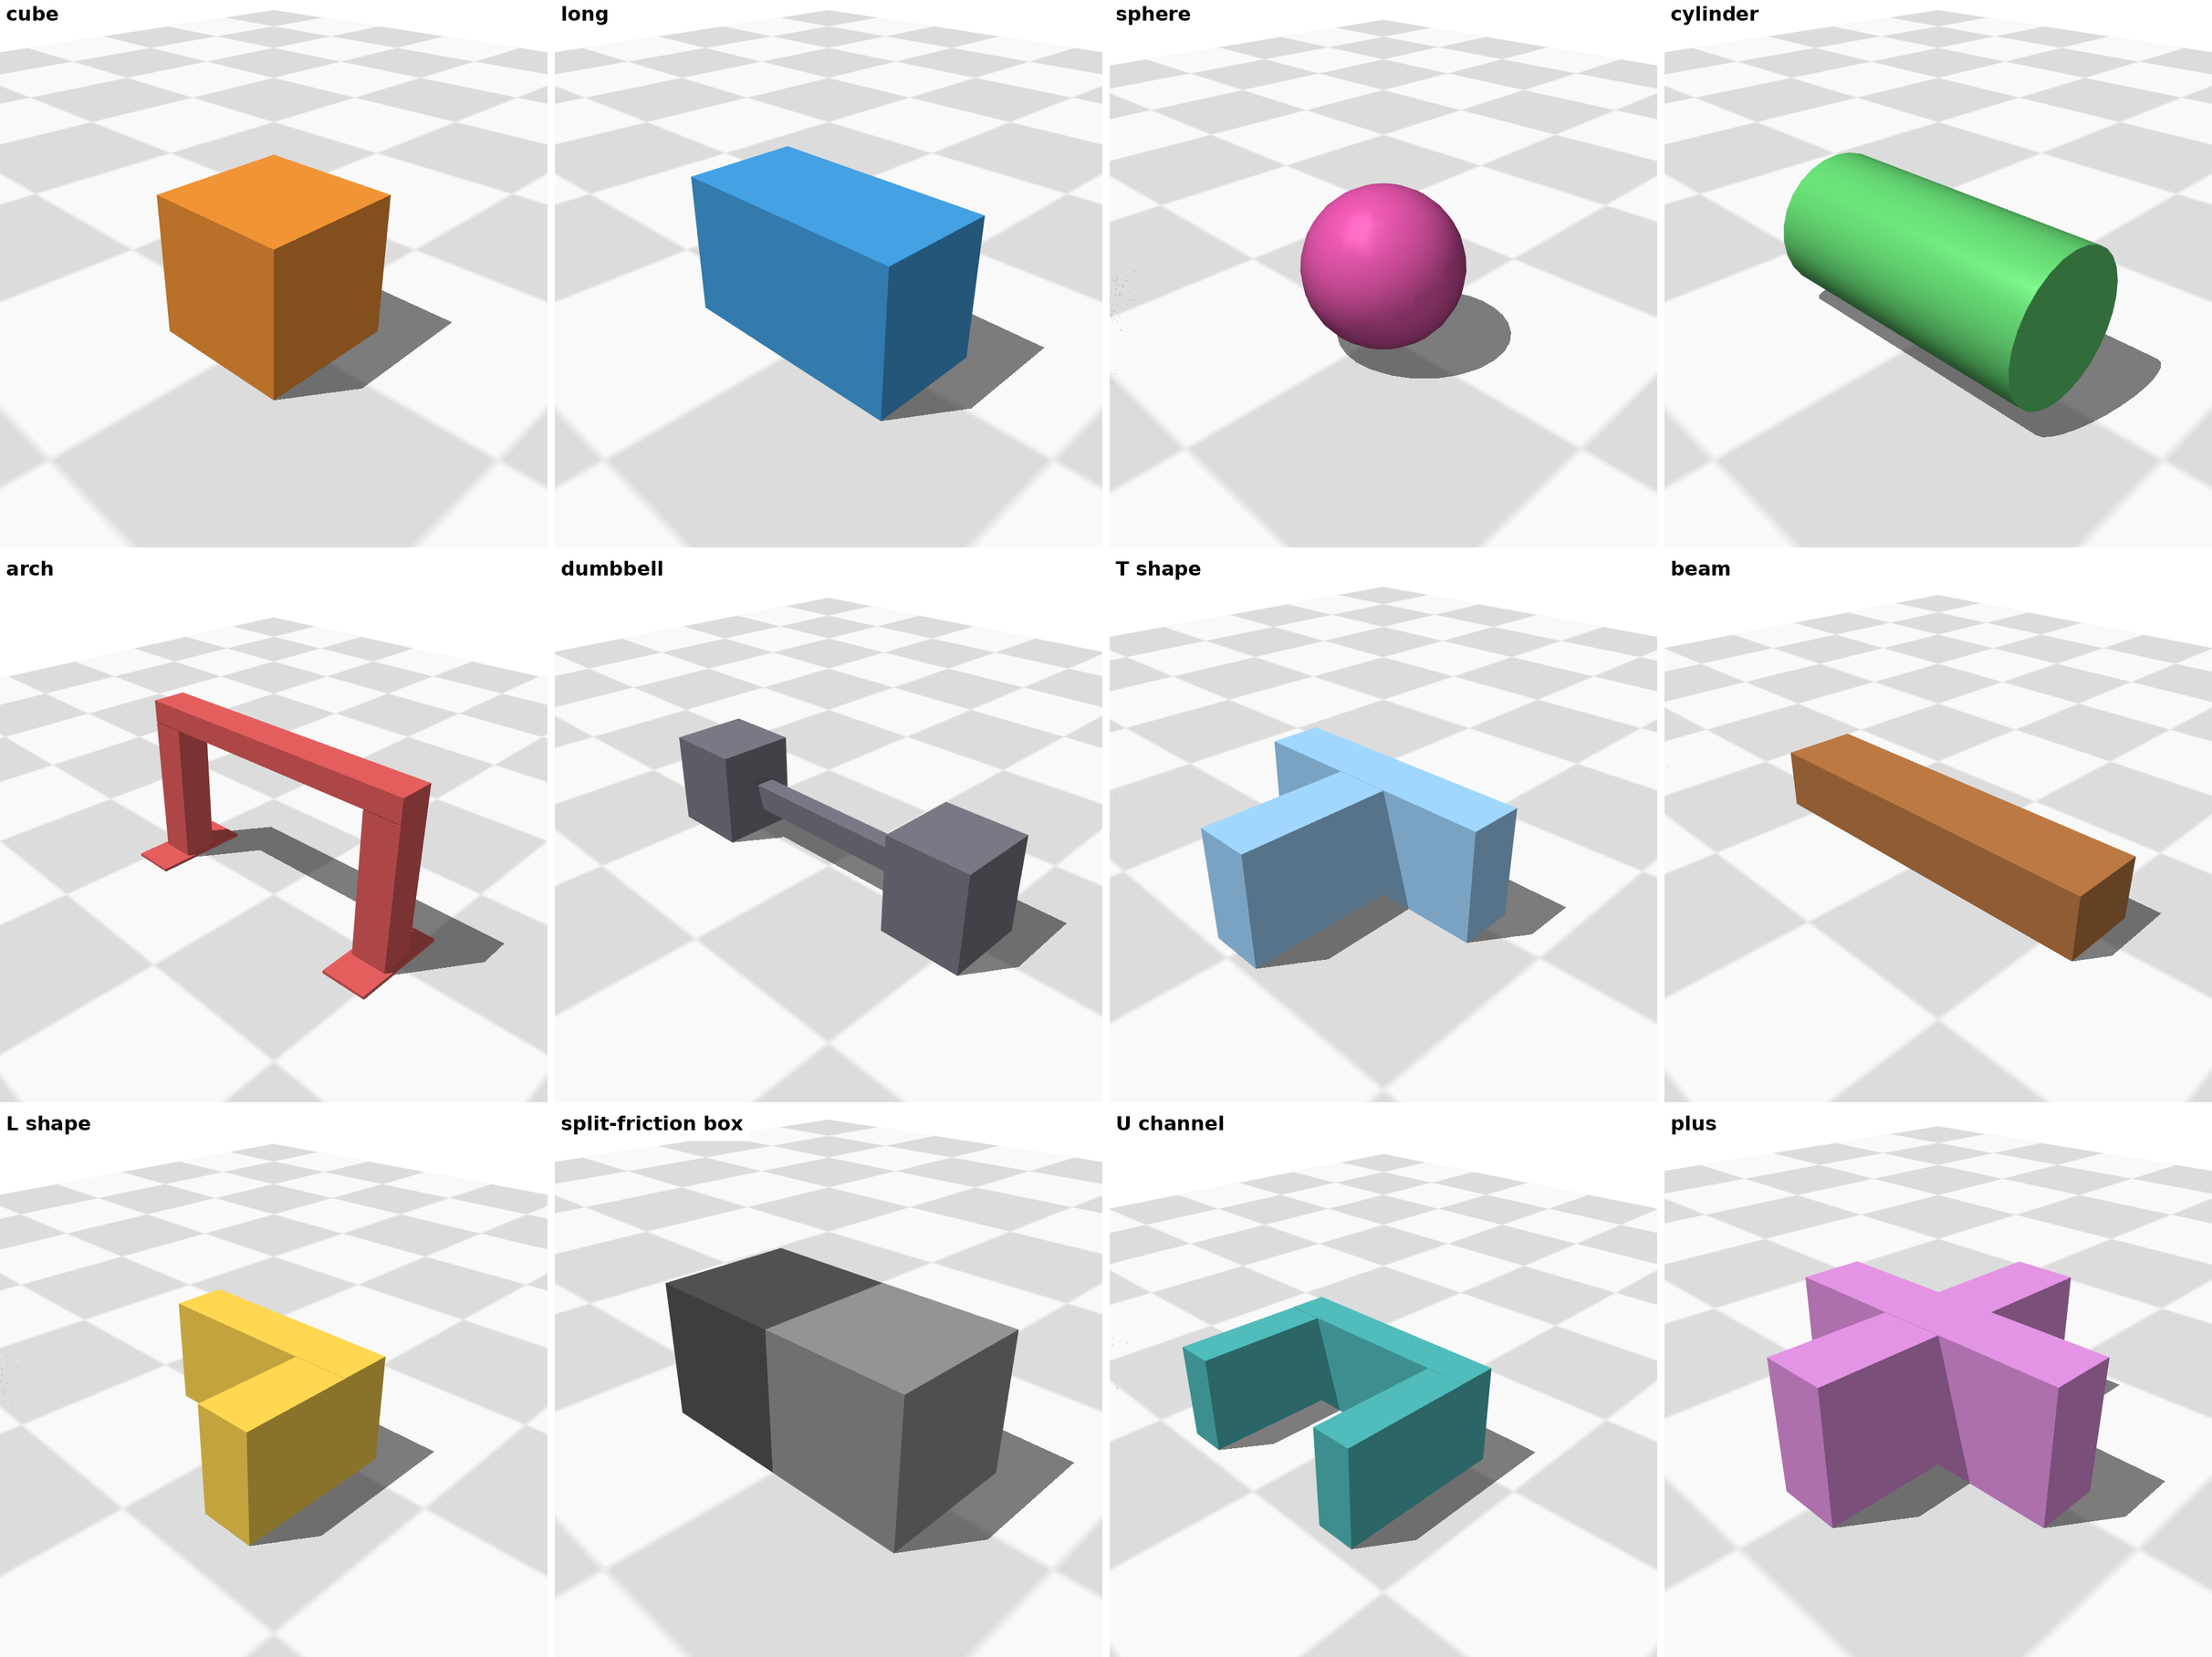 cube
long
sphere
cylinder
arch
dumbbell
T shape
beam
L shape
split-friction box
U channel
plus